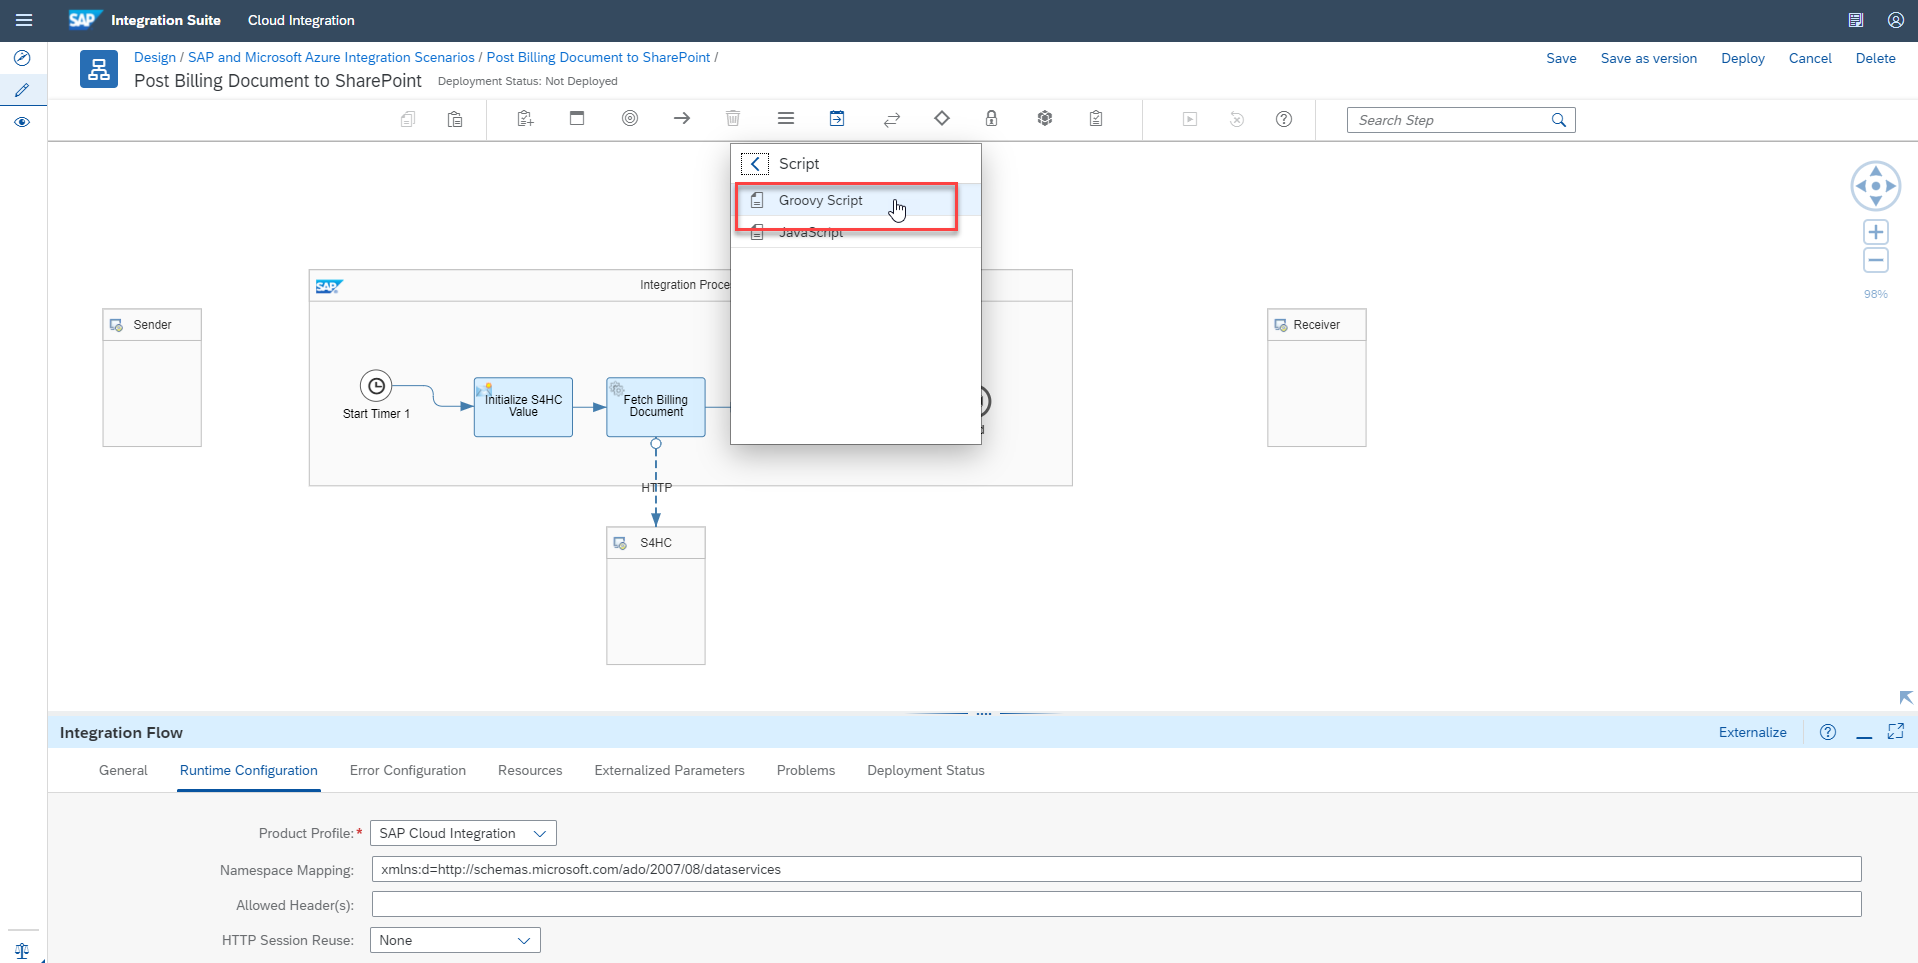 SAP Integration Suite Cloud Integration
Design / SAP and Microsoft Azure Integration Scenarios / Post Billing Document to SharePoint /
Post Billing Document to SharePoint Deployment Status: Not Deployed
Save Save as version Deploy Cancel Delete
Search Step
Script
Groovy Script
JavaScript
98%
SAP Integration Proce
Sender
Receiver
Start Timer 1
Initialize S4HC
Value
Fetch Billing
Document
d
HTTP
S4HC
Integration Flow
Externalize
General Runtime Configuration Error Configuration Resources Externalized Parameters Problems Deployment Status
Product Profile:* SAP Cloud Integration
Namespace Mapping: xmlns:d=http://schemas.microsoft.com/ado/2007/08/dataservices
Allowed Header(s):
HTTP Session Reuse: None